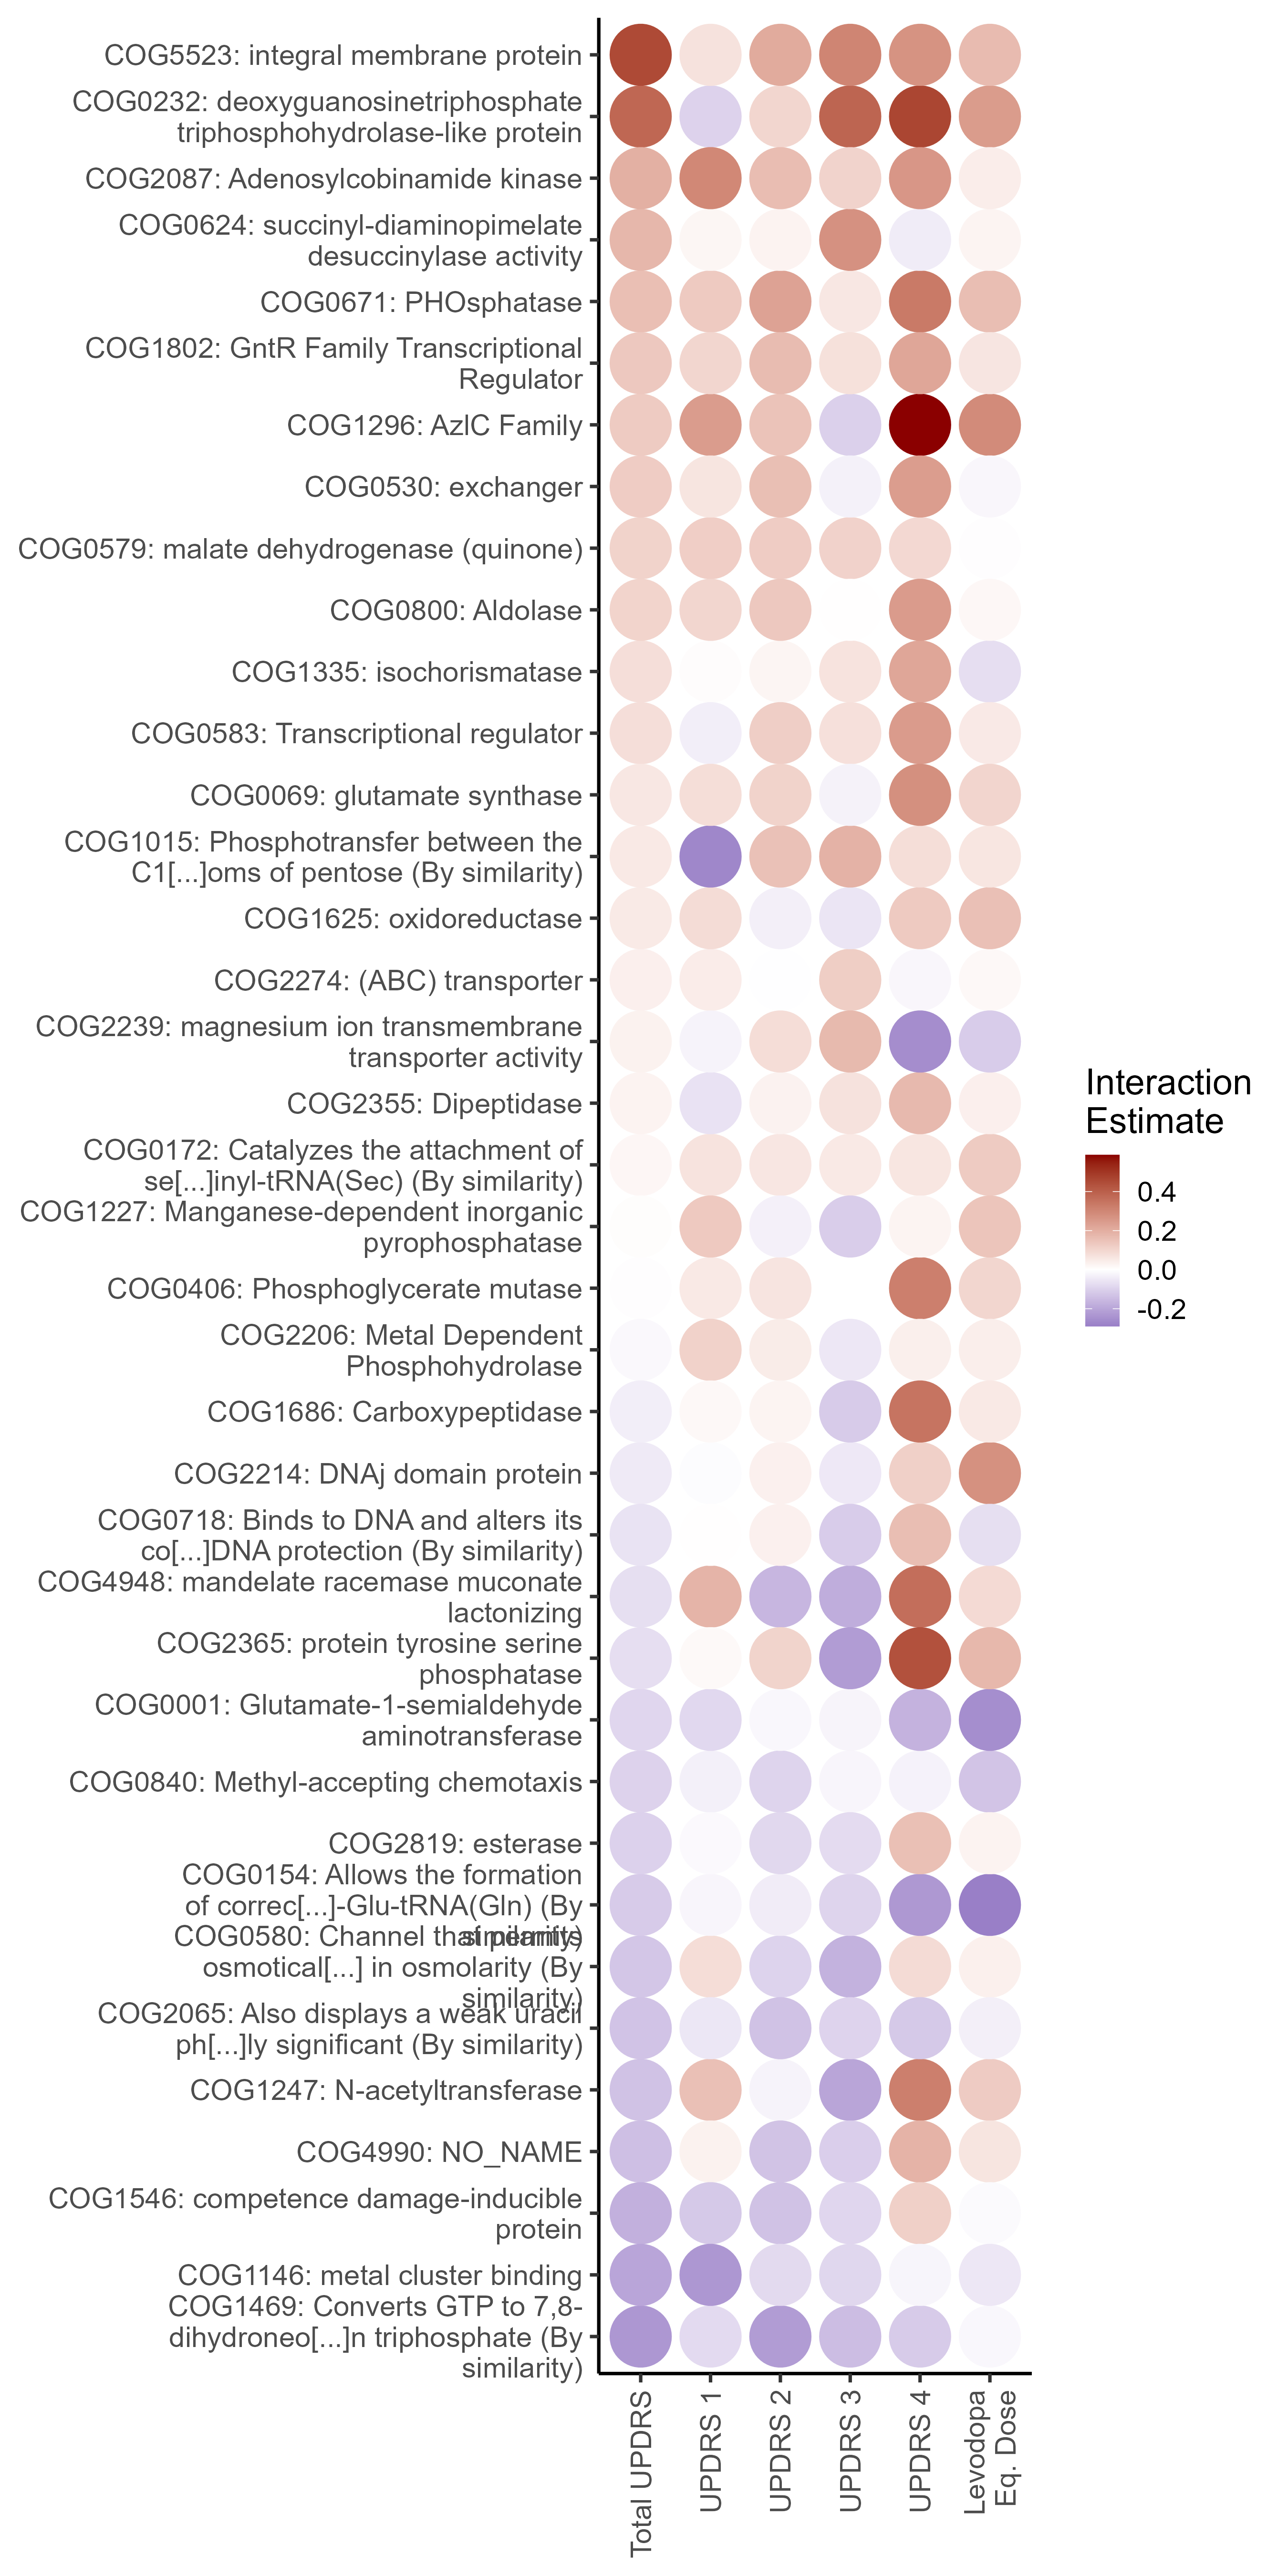 COG5523: integral membrane protein
COG0232: deoxyguanosinetriphosphate
triphosphohydrolase-like protein
COG2087: Adenosylcobinamide kinase
COG0624: succinyl-diaminopimelate
desuccinylase activity
COG0671: PHOsphatase
COG1802: GntR Family Transcriptional
Regulator
COG1296: AzlC Family
COG0530: exchanger
COG0579: malate dehydrogenase (quinone)
COG0800: Aldolase
COG1335: isochorismatase
COG0583: Transcriptional regulator
COG0069: glutamate synthase
COG1015: Phosphotransfer between the
C1[...]oms of pentose (By similarity)
COG1625: oxidoreductase
COG2274: (ABC) transporter
COG2239: magnesium ion transmembrane
transporter activity
COG2355: Dipeptidase
COG0172: Catalyzes the attachment of
se[...]inyl-tRNA(Sec) (By similarity)
COG1227: Manganese-dependent inorganic
pyrophosphatase
COG0406: Phosphoglycerate mutase
COG2206: Metal Dependent
Phosphohydrolase
COG1686: Carboxypeptidase
COG2214: DNAj domain protein
COG0718: Binds to DNA and alters its
co[...]DNA protection (By similarity)
COG4948: mandelate racemase muconate
lactonizing
COG2365: protein tyrosine serine
phosphatase
COG0001: Glutamate-1-semialdehyde
aminotransferase
COG0840: Methyl-accepting chemotaxis
COG2819: esterase
COG0154: Allows the formation
of correc[...]-Glu-tRNA(Gln) (By
similarity)
COG0580: Channel that permits
osmotical[...] in osmolarity (By
similarity)
COG2065: Also displays a weak uracil
ph[...]ly significant (By similarity)
COG1247: N-acetyltransferase
COG4990: NO_NAME
COG1546: competence damage-inducible
protein
COG1146: metal cluster binding
COG1469: Converts GTP to 7,8-
dihydroneo[...]n triphosphate (By
similarity)
Total UPDRS
UPDRS 1
UPDRS 2
UPDRS 3
UPDRS 4
Levodopa
Eq. Dose
Interaction
Estimate
0.4
0.2
0.0
-0.2